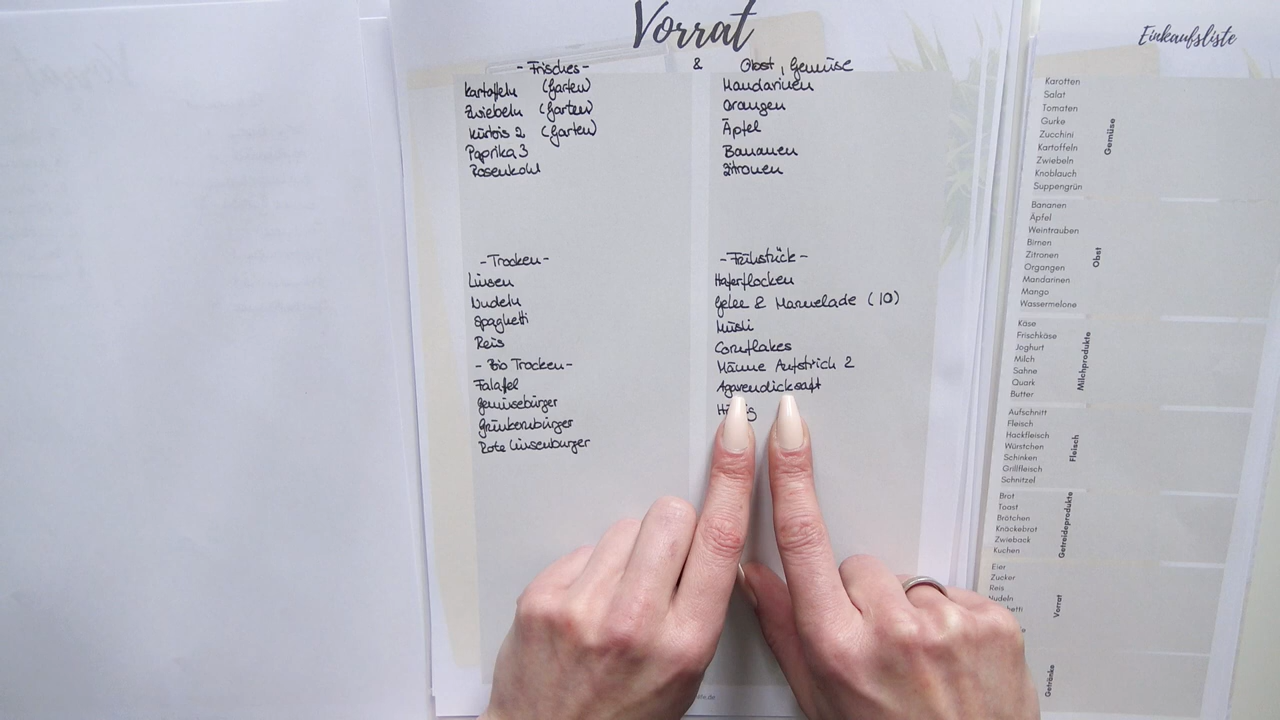 Vorrat
-Frisches-
&
Obst, Gemüse
Kartoffeln (Garten)
Zwiebeln (Garten)
Kürbis 2 (Garten)
Paprika 3
Rosenkohl
Mandarinen
Orangen
Äpfel
Bananen
Zitronen
-Trocken-
Linsen
Nudeln
Spaghetti
Reis
-Bio Trocken-
Falafel
Gemüsebürger
Grünkernbürger
Rote Linsenburger
-Frühstück-
Haferflocken
Gelee & Marmelade (10)
Müsli
Cornflakes
Männe Aufstrich 2
Agavendicksaft
Einkaufsliste
Karotten
Salat
Tomaten
Gurke
Zucchini
Kartoffeln
Zwiebeln
Knoblauch
Suppengrün
Gemüse
Bananen
Äpfel
Weintrauben
Birnen
Zitronen
Organgen
Mandarinen
Mango
Wassermelone
Obst
Käse
Frischkäse
Joghurt
Milch
Sahne
Quark
Butter
Milchprodukte
Aufschnitt
Fleisch
Hackfleisch
Würstchen
Schinken
Grillfleisch
Schnitzel
Fleisch
Brot
Toast
Brötchen
Knäckebrot
Zwieback
Kuchen
Getreideprodukte
Eier
Zucker
Reis
Nudeln
Vorrat
Getränke